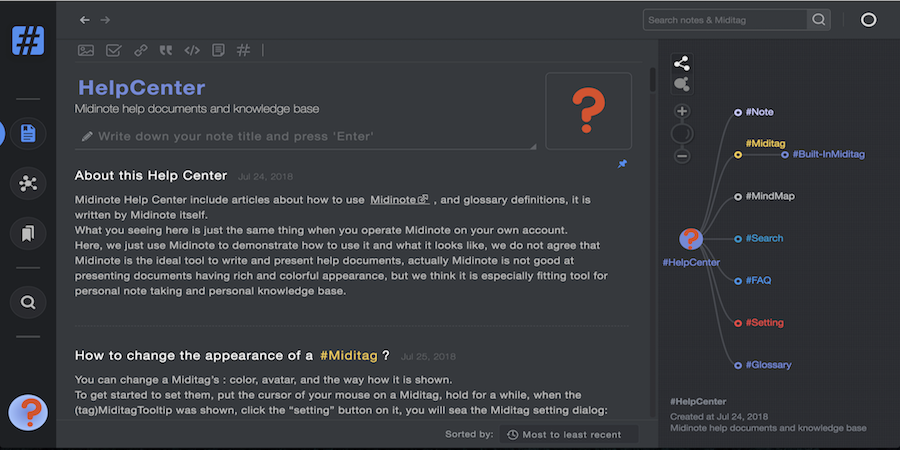 Search notes & Miditag
HelpCenter
Midinote help documents and knowledge base
Write down your note title and press 'Enter'
About this Help Center Jul 24, 2018
Midinote Help Center include articles about how to use Midinote , and glossary definitions, it is
written by Midinote itself.
What you seeing here is just the same thing when you operate Midinote on your own account.
Here, we just use Midinote to demonstrate how to use it and what it looks like, we do not agree that
Midinote is the ideal tool to write and present help documents, actually Midinote is not good at
presenting documents having rich and colorful appearance, but we think it is especially fitting tool for
personal note taking and personal knowledge base.
How to change the appearance of a #Miditag ? Jul 25, 2018
You can change a Miditag's : color, avatar, and the way how it is shown.
To get started to set them, put the cursor of your mouse on a Miditag, hold for a while, when the
(tag)MiditagTooltip was shown, click the “setting” button on it, you will sea the Miditag setting dialog:
Sorted by: Most to least recent
#Note
#Miditag
#Built-InMiditag
#MindMap
#Search
#HelpCenter
#FAQ
#Setting
#Glossary
#HelpCenter
Created at Jul 24, 2018
Midinote help documents and knowledge base